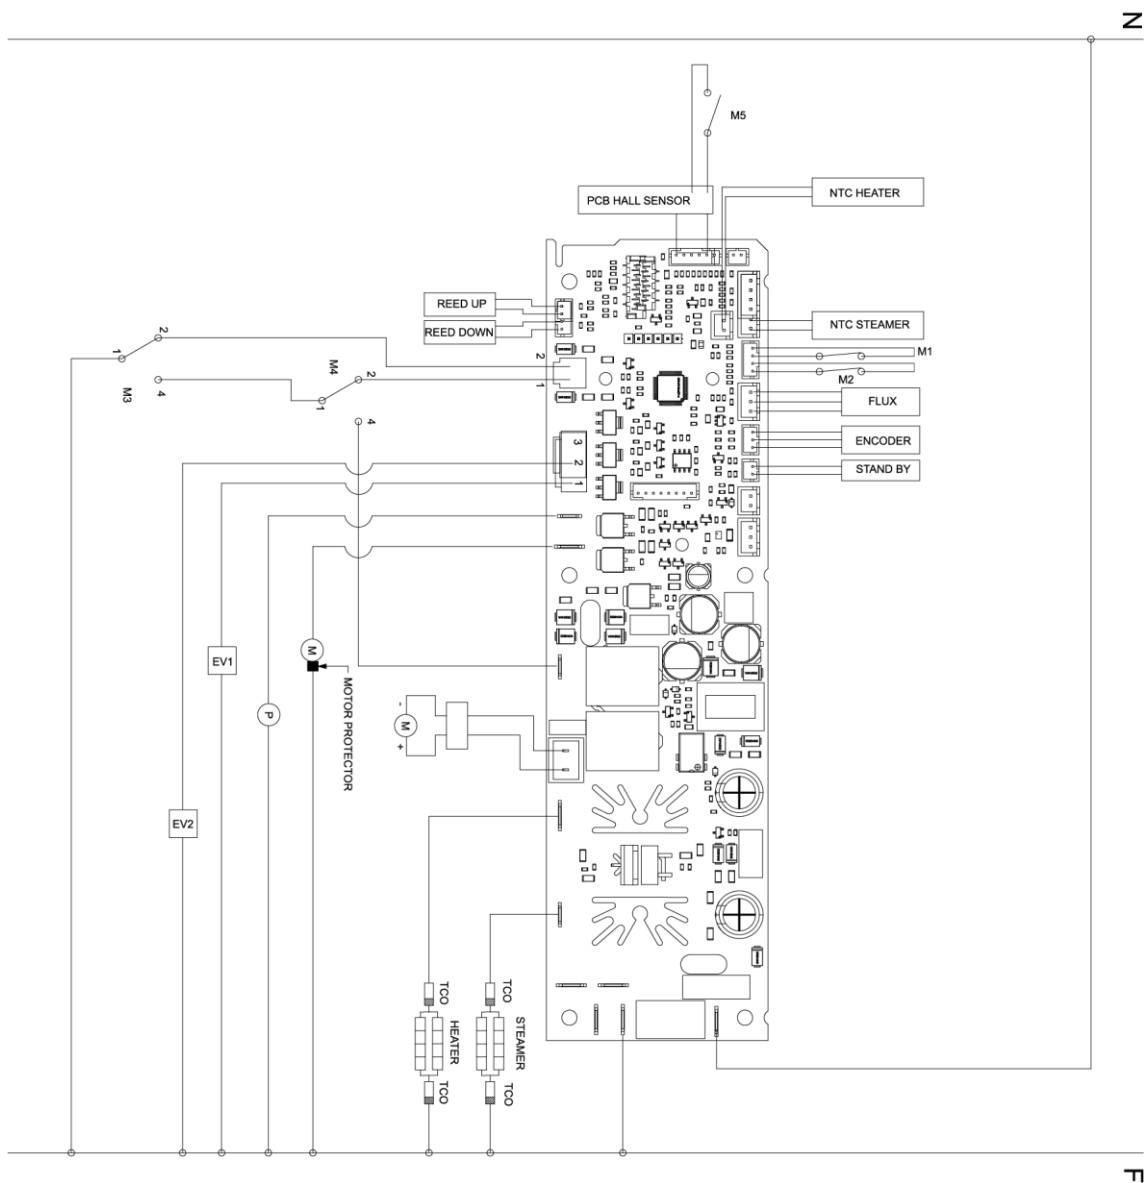 N
M5
PCB HALL SENSOR
NTC HEATER
REED UP
REED DOWN
NTC STEAMER
M1
M2
FLUX
ENCODER
STAND BY
2
1
M3
4
M4
2
1
4
2
1
3
2
1
EV1
M
MOTOR PROTECTOR
P
-
M
+
EV2
TCO
TCO
HEATER
STEAMER
TCO
TCO
F